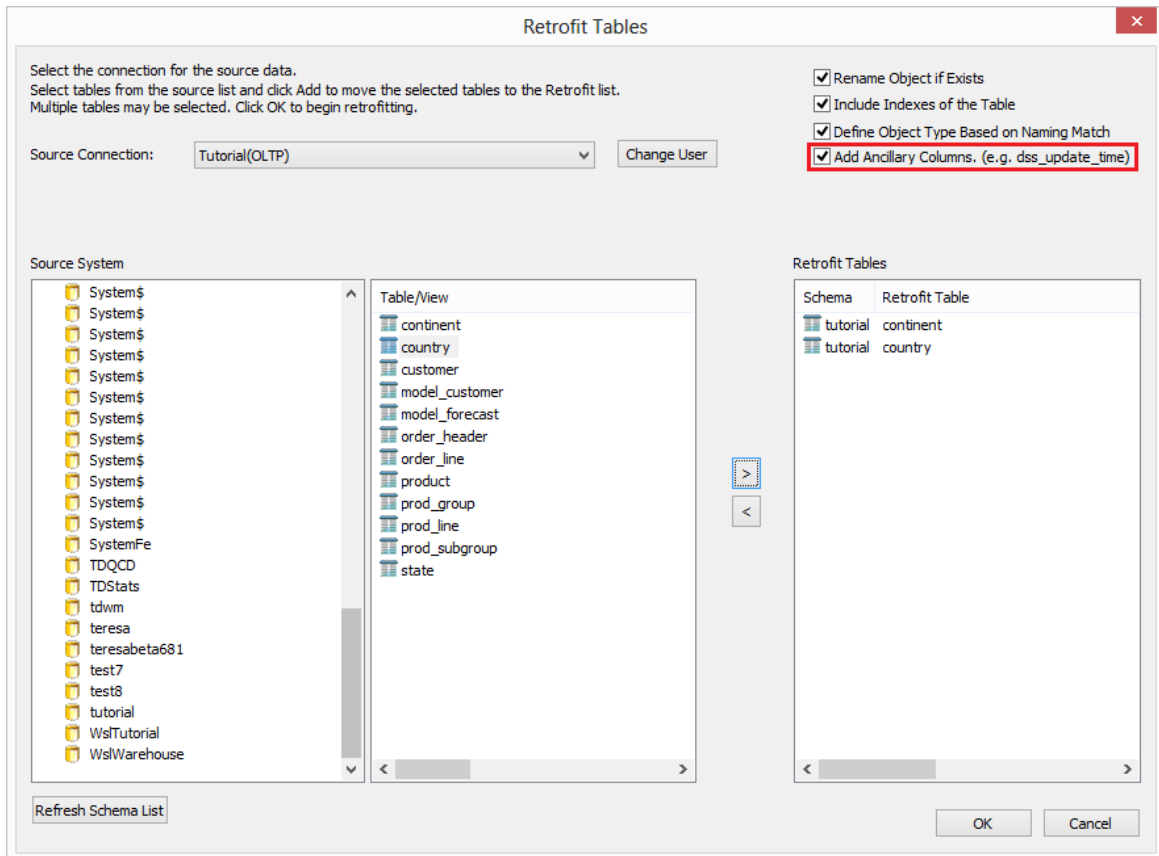 Retrofit Tables
Select the connection for the source data.
Select tables from the source list and click Add to move the selected tables to the Retrofit list.
Multiple tables may be selected. Click OK to begin retrofitting.
Rename Object if Exists
Include Indexes of the Table
Define Object Type Based on Naming Match
Add Ancillary Columns. (e.g. dss_update_time)
Source Connection:
Tutorial(OLTP)
Change User
Source System
System$
System$
System$
System$
System$
System$
System$
System$
System$
System$
System$
System$
SystemFe
TDQCD
TDStats
tdwm
teresa
teresabeta681
test7
test8
tutorial
WslTutorial
WslWarehouse
Table/View
continent
country
customer
model_customer
model_forecast
order_header
order_line
product
prod_group
prod_line
prod_subgroup
state
>
<
Retrofit Tables
Schema Retrofit Table
tutorial continent
tutorial country
Refresh Schema List
OK
Cancel